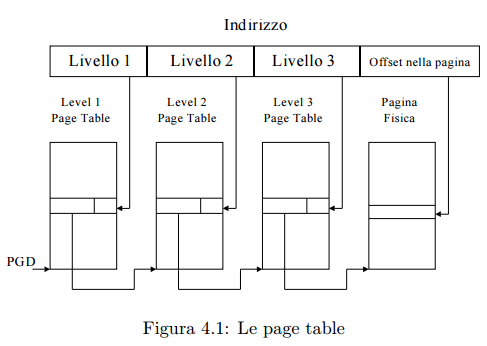 Indirizzo
Livello 1
Livello 2
Livello 3
Offset nella pagina
Level 1
Page Table
Level 2
Page Table
Level 3
Page Table
Pagina
Fisica
PGD
Figura 4.1: Le page table